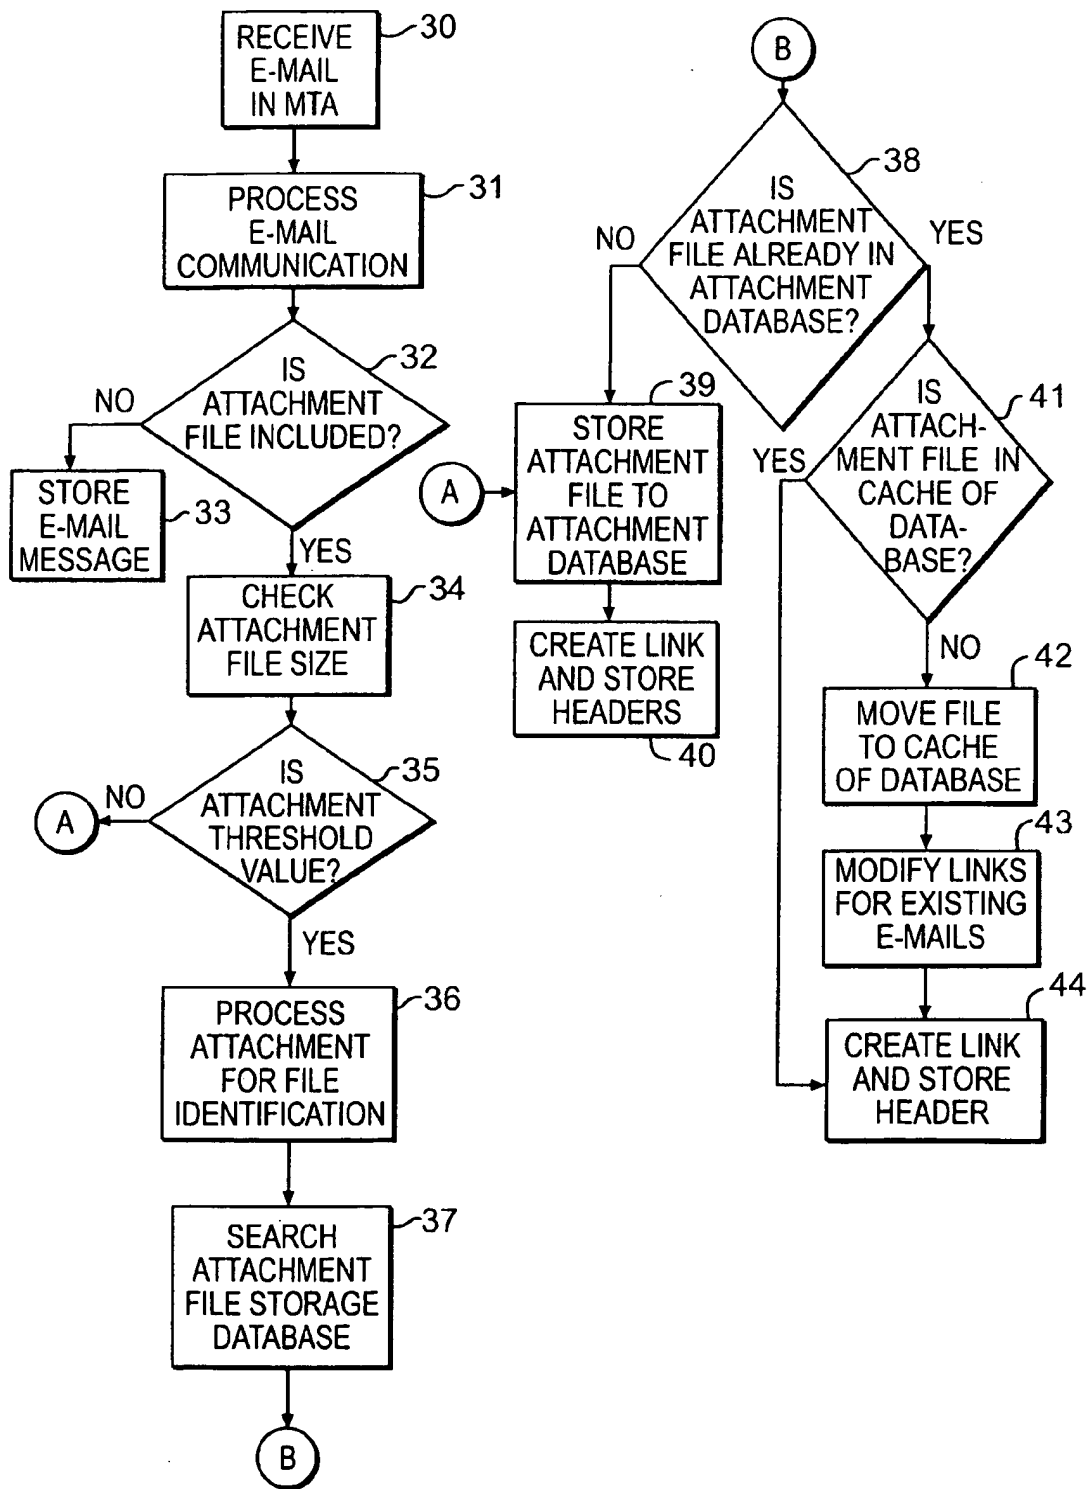 RECEIVE
E-MAIL
IN MTA
30
PROCESS
E-MAIL
COMMUNICATION
31
IS
ATTACHMENT
FILE INCLUDED?
32
NO
STORE
E-MAIL
MESSAGE
33
YES
CHECK
ATTACHMENT
FILE SIZE
34
IS
ATTACHMENT
THRESHOLD
VALUE?
35
NO
A
YES
PROCESS
ATTACHMENT
FOR FILE
IDENTIFICATION
36
SEARCH
ATTACHMENT
FILE STORAGE
DATABASE
37
B
B
IS
ATTACHMENT
FILE ALREADY IN
ATTACHMENT
DATABASE?
38
NO
YES
A
STORE
ATTACHMENT
FILE TO
ATTACHMENT
DATABASE
39
CREATE LINK
AND STORE
HEADERS
40
IS
ATTACH-
MENT FILE IN
CACHE OF
DATA-
BASE?
41
YES
NO
MOVE FILE
TO CACHE
OF DATABASE
42
MODIFY LINKS
FOR EXISTING
E-MAILS
43
CREATE LINK
AND STORE
HEADER
44